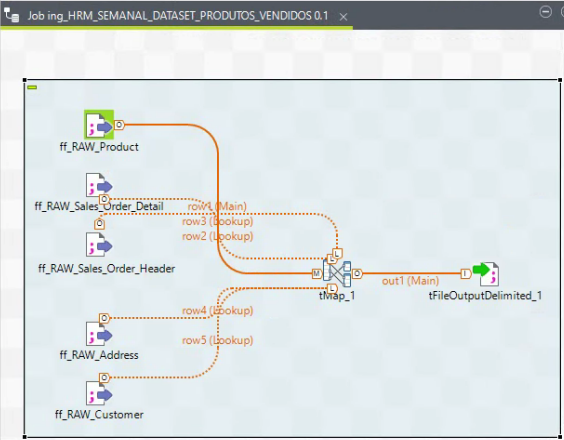 Job ing_HRM_SEMANAL_DATASET_PRODUTOS_VENDIDOS 0.1
ff_RAW_Product
ff_RAW_Sales_Order_Detail
row1 (Main)
row3 (Lookup)
row2 (Lookup)
ff_RAW_Sales_Order_Header
tMap_1
out1 (Main)
tFileOutputDelimited_1
row4 (Lookup)
ff_RAW_Address
row5 (Lookup)
ff_RAW_Customer
O
O
O
L
L
M
O
I
L
O
O